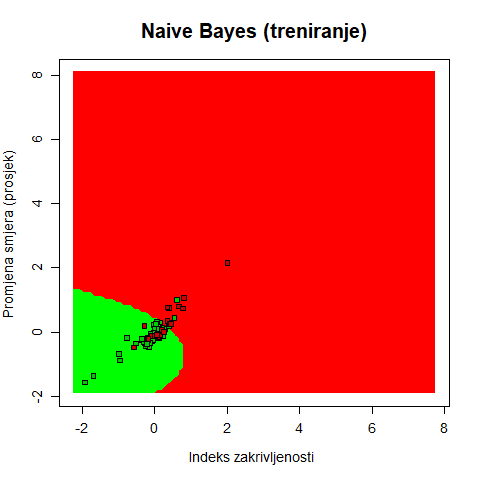 Naive Bayes (treniranje)
Promjena smjera (prosjek)
8
6
4
2
0
-2
-2 0 2 4 6 8
Indeks zakrivljenosti